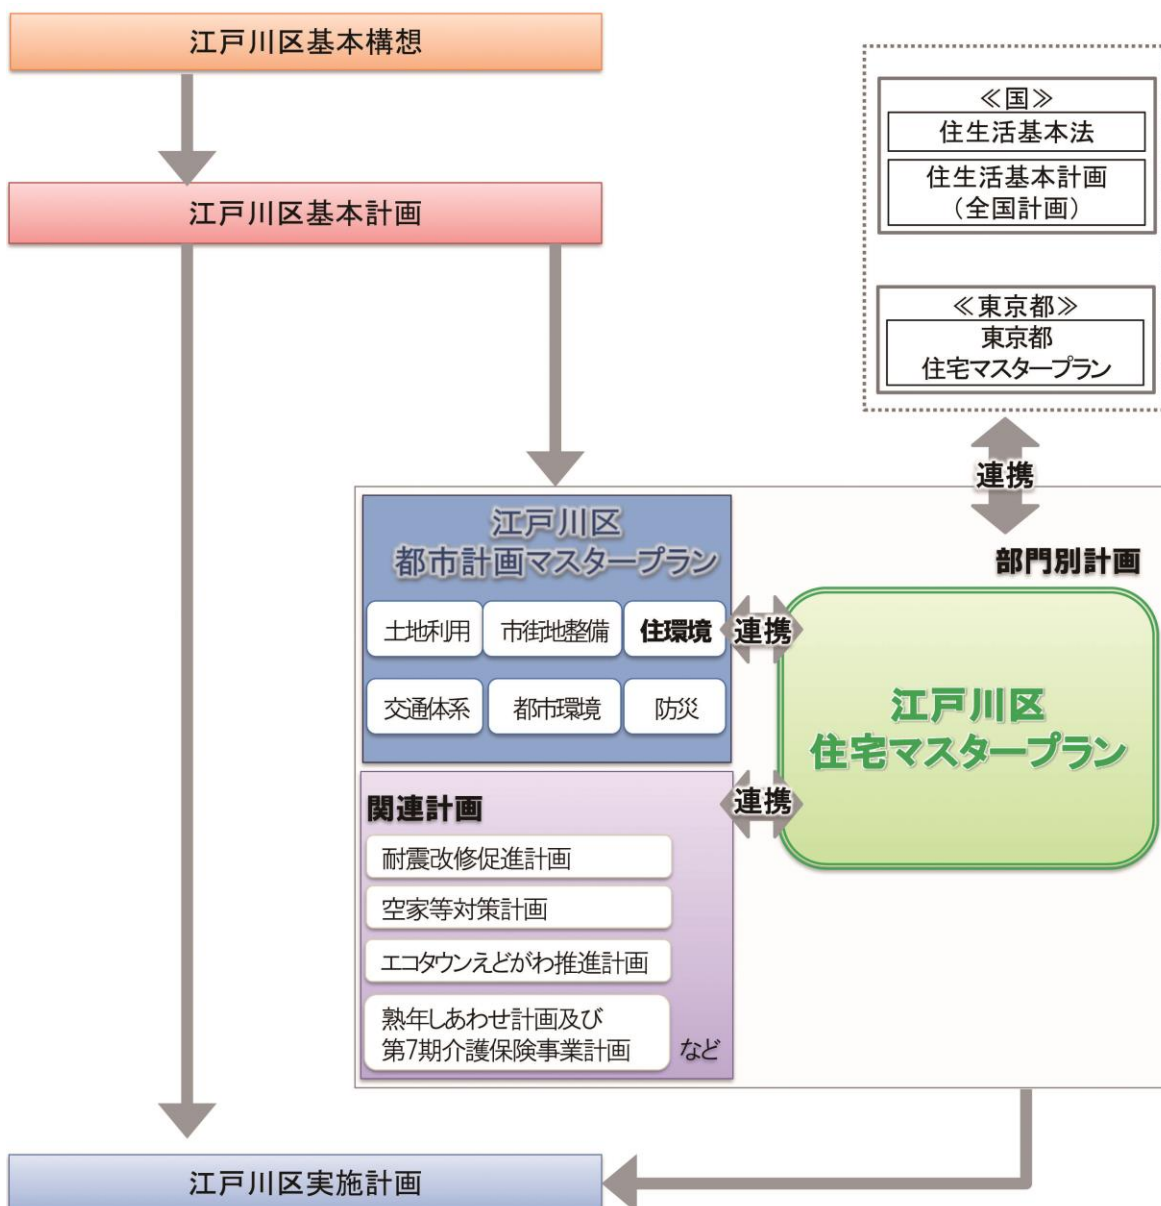 江戸川区基本構想
江戸川区基本計画
≪国≫
住生活基本法
住生活基本計画
（全国計画）
≪東京都≫
東京都
住宅マスタープラン
連携
部門別計画
江戸川区
都市計画マスタープラン
土地利用
市街地整備
住環境
交通体系
都市環境
防災
連携
江戸川区
住宅マスタープラン
関連計画
連携
耐震改修促進計画
空家等対策計画
エコタウンえどがわ推進計画
熟年しあわせ計画及び
第7期介護保険事業計画
など
江戸川区実施計画